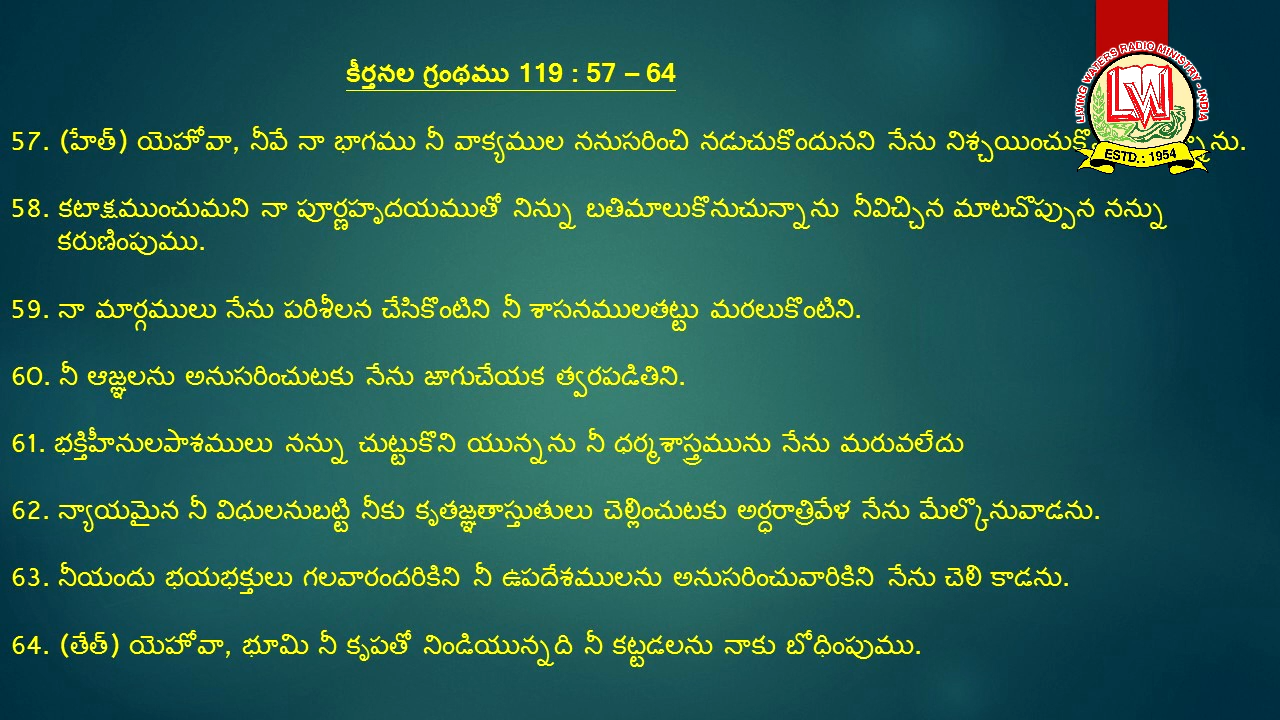 కీర్తనల గ్రంథము 119 : 57 – 64
LIVING WATERS RADIO MINISTRY - INDIA
LW
ESTD.: 1954
57. (హేత్) యెహోవా, నీవే నా భాగము నీ వాక్యముల ననుసరించి నడుచుకొందునని నేను
58. కటాక్షముంచుమని నా పూర్ణహృదయముతో నిన్ను బతిమాలుకొనుచున్నాను నీవిచ్చిన మాటచొప్పున నన్ను
కరుణింపుము.
59. నా మార్గములు నేను పరిశీలన చేసికొంటిని నీ శాసనములతట్టు మరలుకొంటిని.
60. నీ ఆజ్ఞలను అనుసరించుటకు నేను జాగుచేయక త్వరపడితిని.
61. భక్తిహీనులపాశములు నన్ను చుట్టుకొని యున్నను నీ ధర్మశాస్త్రమును నేను మరువలేదు
62. న్యాయమైన నీ విధులనుబట్టి నీకు కృతజ్ఞతాస్తుతులు చెల్లించుటకు అర్ధరాత్రివేళ నేను మేల్కొనువాడను.
63. నీయందు భయభక్తులు గలవారందరికిని నీ ఉపదేశములను అనుసరించువారికిని నేను చెలి కాడను.
64. (తేత్) యెహోవా, భూమి నీ కృపతో నిండియున్నది నీ కట్టడలను నాకు బోధింపుము.